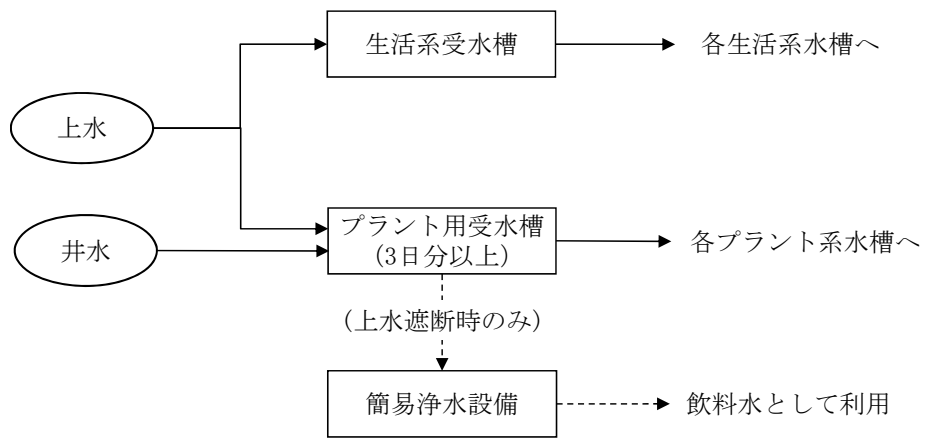 生活系受水槽
各生活系水槽へ
上水
プラント用受水槽
(3日分以上)
各プラント系水槽へ
井水
(上水遮断時のみ)
簡易浄水設備
飲料水として利用